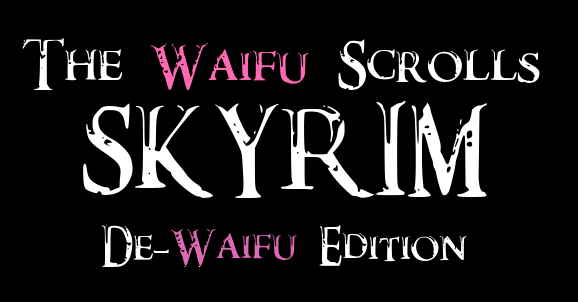 The Waifu Scrolls
SKYRIM
De-Waifu Edition